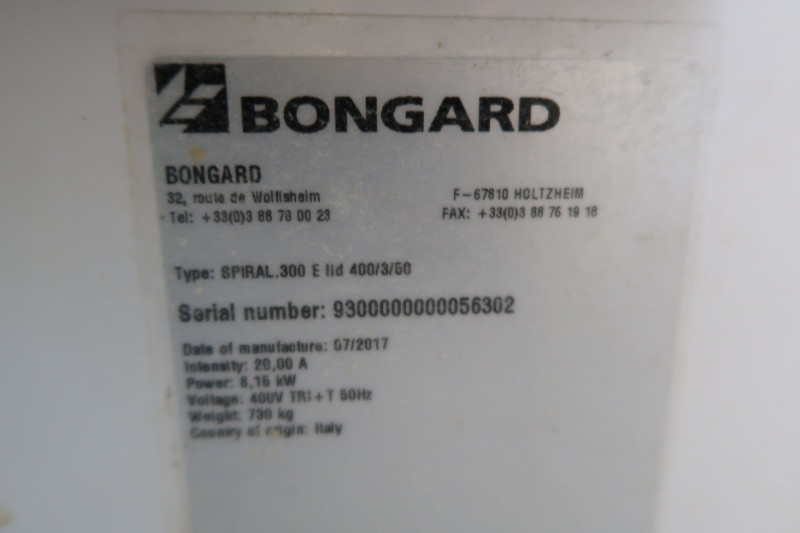 BONGARD
BONGARD
32, route de Wolfisheim F-67810 HOLTZHEIM
Tel: +33(0)3 88 78 00 23 FAX: +33(0)3 88 76 19 18
Type: SPIRAL.300 E lid 400/3/50
Serial number: 9300000000056302
Date of manufacture: 07/2017
Intensity: 20,00 A
Power: kW
Voltage: 400V TRI+T 50Hz
Weight: 730 kg
Country of origin: Italy